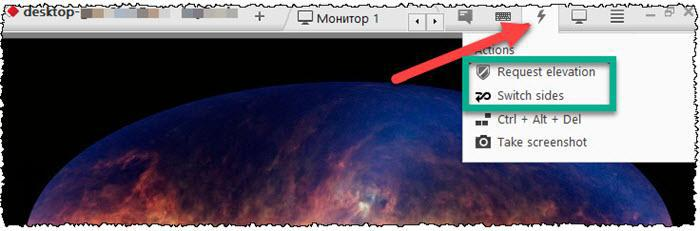 desktop-
Монитор 1
Actions
Request elevation
Switch sides
Ctrl + Alt + Del
Take screenshot